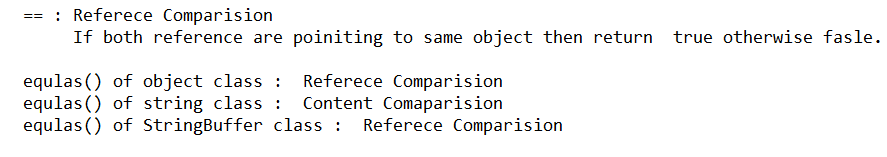 == : Referece Comparision
If both reference are poiniting to same object then return  true otherwise fasle.
equlas() of object class :  Referece Comparision
equlas() of string class :  Content Comaparision
equlas() of StringBuffer class :  Referece Comparision